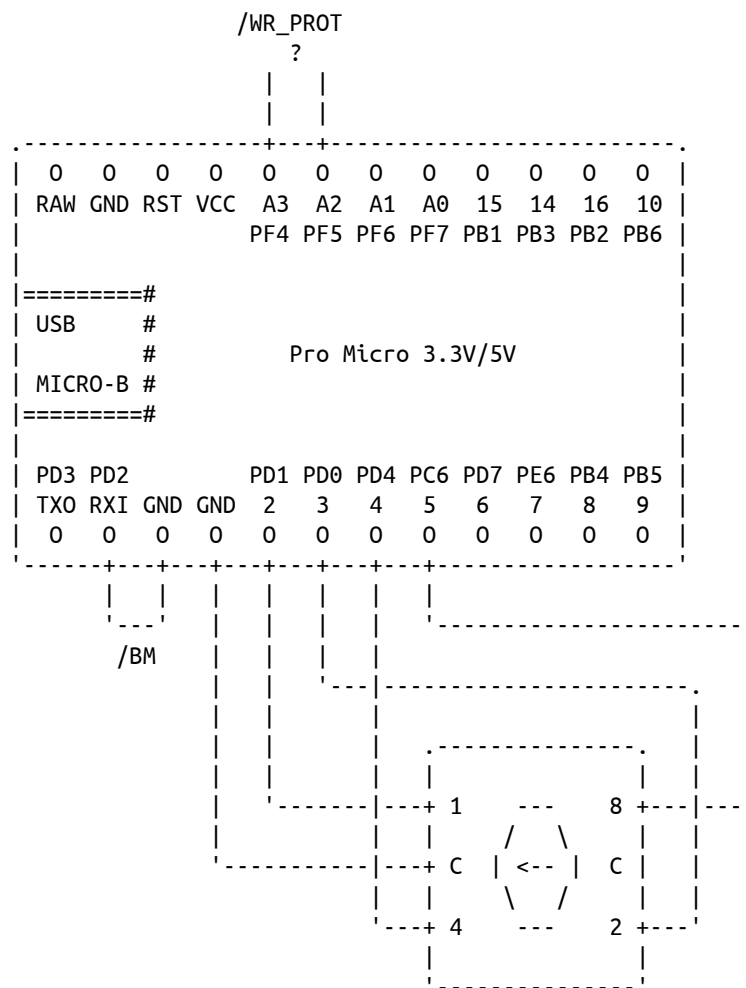 /WR_PROT
?
O O O O O O O O O O O O
RAW GND RST VCC A3 A2 A1 A0 15 14 16 10
PF4 PF5 PF6 PF7 PB1 PB3 PB2 PB6
USB
Pro Micro 3.3V/5V
MICRO-B
PD3 PD2 PD1 PD0 PD4 PC6 PD7 PE6 PB4 PB5
TXO RXI GND GND 2 3 4 5 6 7 8 9
O O O O O O O O O O O O
/BM
1 8
C C
4 2